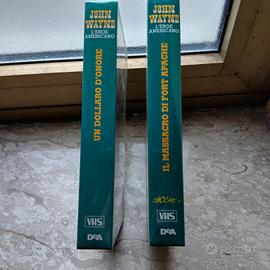 JOHN
WAYNE
L'EROE
AMERICANO
UN DOLLARO D'ONORE
VHS
DeA
JOHN
WAYNE
L'EROE
AMERICANO
IL MASSACRO DI FORT APACHE
VHS
DeA
subito